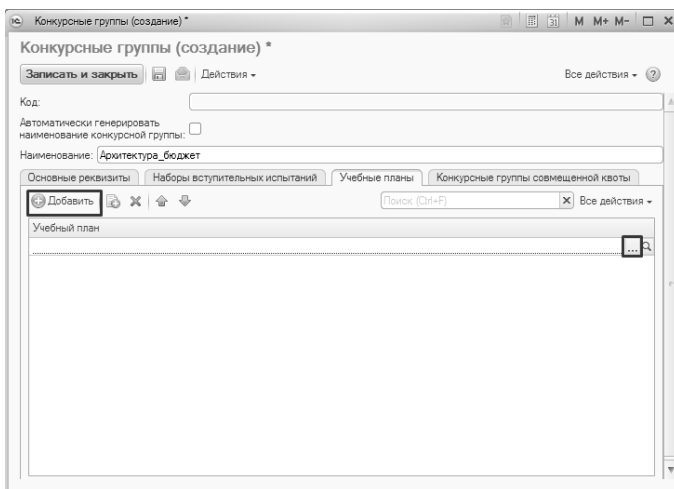 Конкурсные группы (создание) *
31 M M+ M-
Конкурсные группы (создание) *
Записать и закрыть Действия Все действия ?
Код:
Автоматически генерировать
наименование конкурсной группы:
Наименование: Архитектура_бюджет
Основные реквизиты Наборы вступительных испытаний Учебные планы Конкурсные группы совмещенной квоты
Добавить Поиск (Ctrl+F) Все действия
Учебный план
...